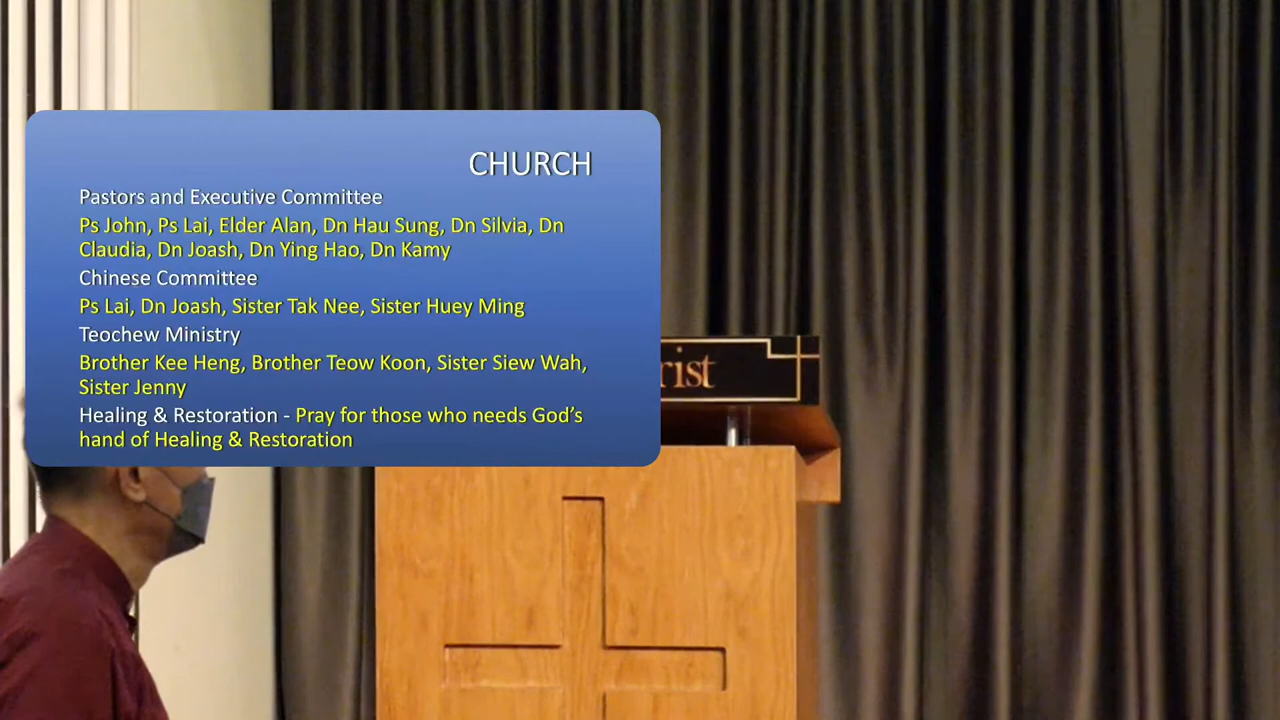 CHURCH
Pastors and Executive Committee
Ps John, Ps Lai, Elder Alan, Dn Hau Sung, Dn Silvia, Dn
Claudia, Dn Joash, Dn Ying Hao, Dn Kamy
Chinese Committee
Ps Lai, Dn Joash, Sister Tak Nee, Sister Huey Ming
Teochew Ministry
Brother Kee Heng, Brother Teow Koon, Sister Siew Wah,
Sister Jenny
Healing & Restoration - Pray for those who needs God’s
hand of Healing & Restoration